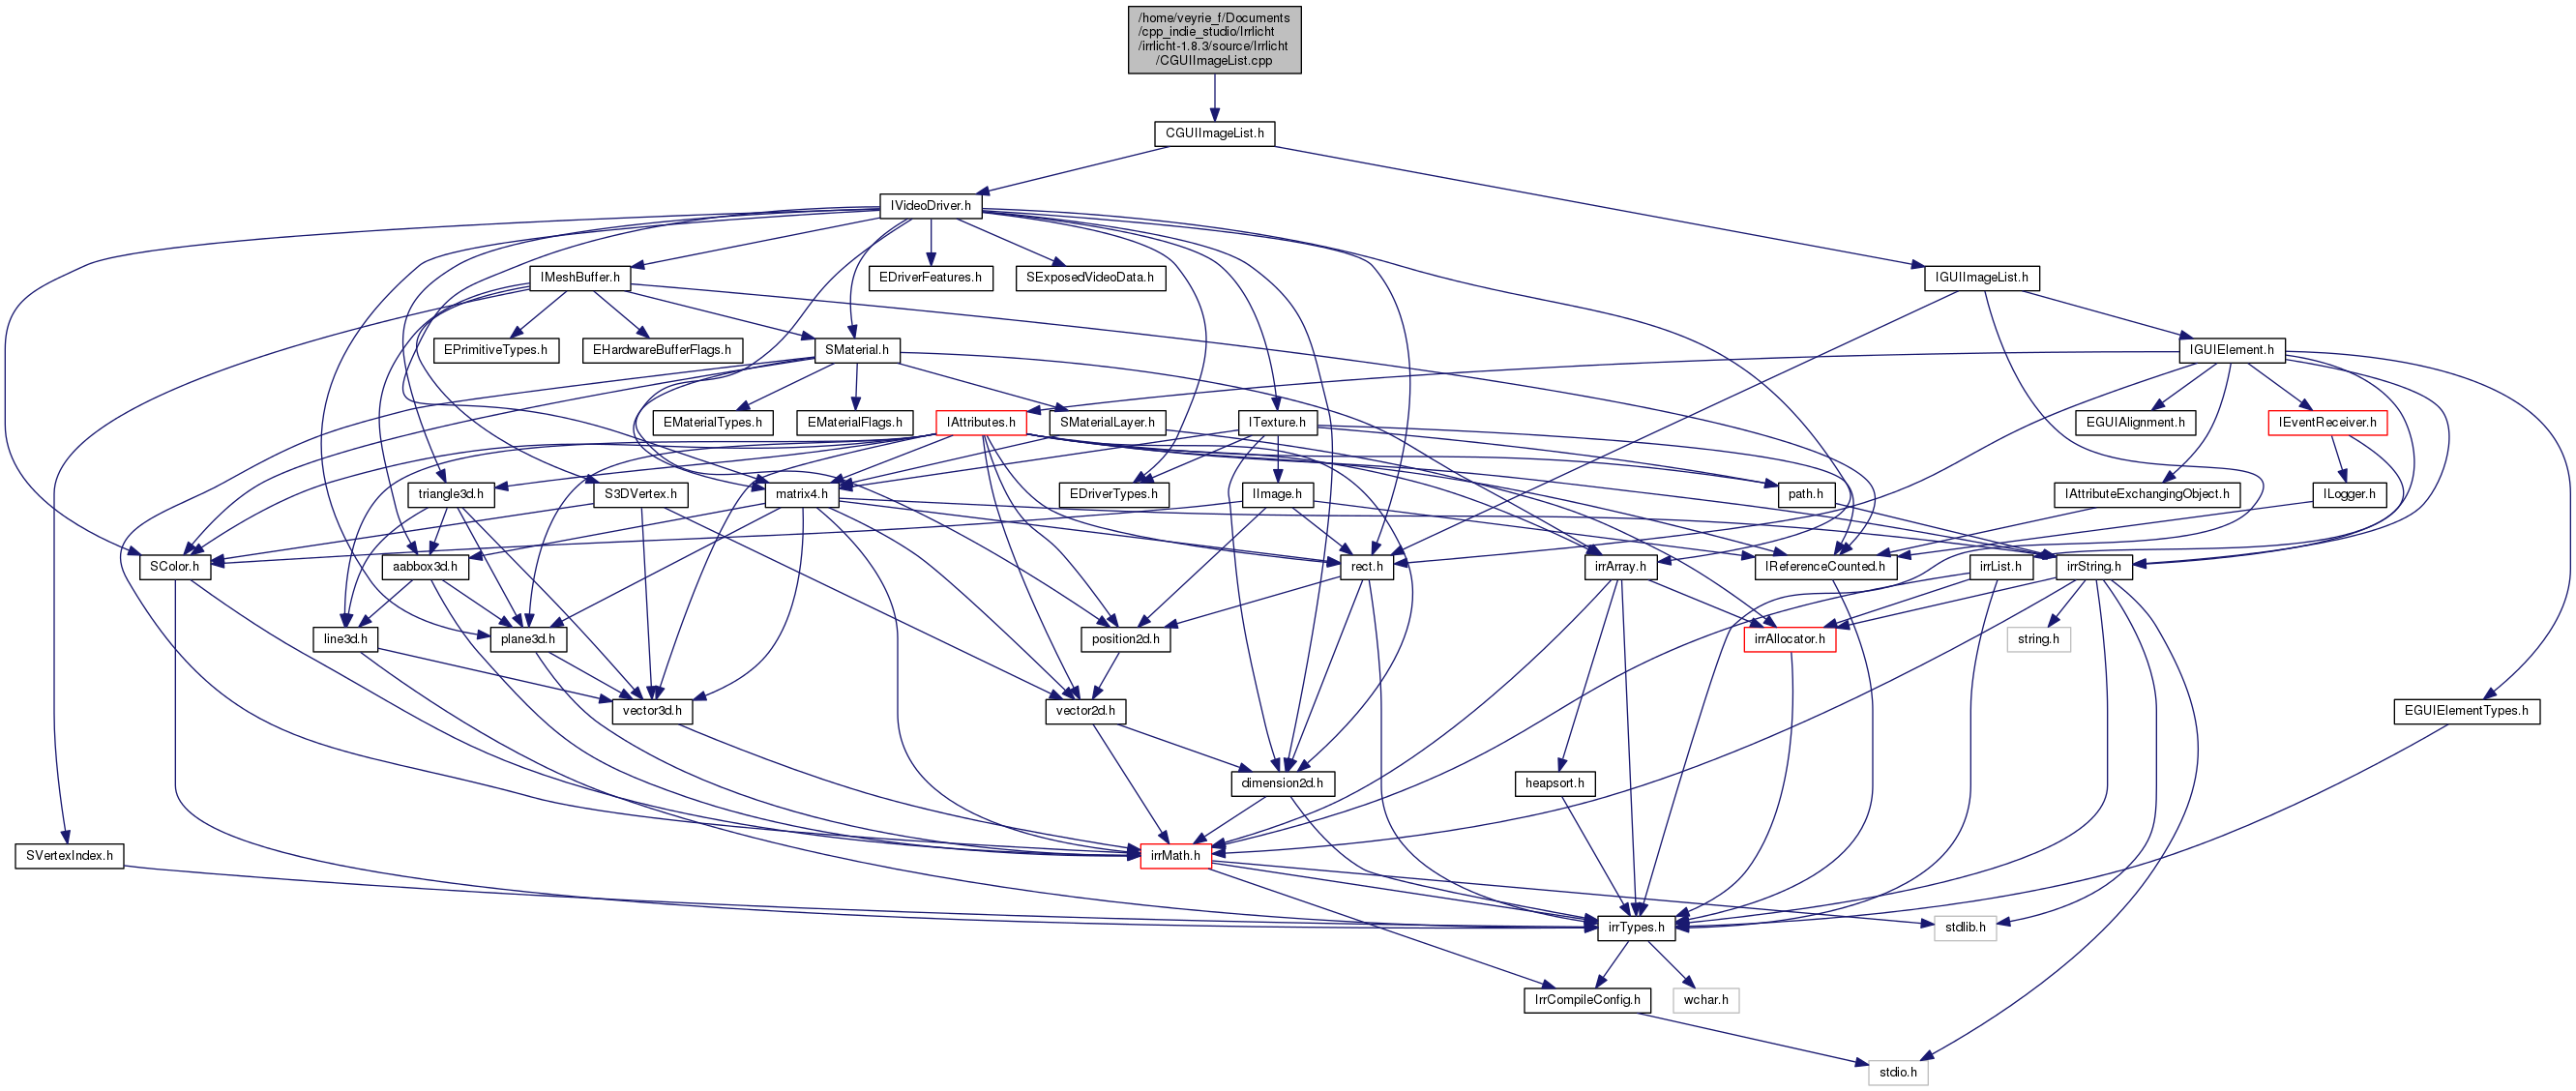 /home/veyrie_f/Documents
/cpp_indie_studio/Irrlicht
/irrlicht-1.8.3/source/Irrlicht
/CGUIImageList.cpp
CGUIImageList.h
IVideoDriver.h
IMeshBuffer.h
EDriverFeatures.h
SExposedVideoData.h
IGUIImageList.h
EPrimitiveTypes.h
EHardwareBufferFlags.h
SMaterial.h
IGUIElement.h
EMaterialTypes.h
EMaterialFlags.h
IAttributes.h
SMaterialLayer.h
ITexture.h
EGUIAlignment.h
IEventReceiver.h
triangle3d.h
S3DVertex.h
matrix4.h
EDriverTypes.h
IImage.h
path.h
IAttributeExchangingObject.h
ILogger.h
SColor.h
aabbox3d.h
rect.h
irrArray.h
IReferenceCounted.h
irrList.h
irrString.h
line3d.h
plane3d.h
position2d.h
irrAllocator.h
string.h
vector3d.h
vector2d.h
EGUIElementTypes.h
dimension2d.h
heapsort.h
SVertexIndex.h
irrMath.h
irrTypes.h
stdlib.h
IrrCompileConfig.h
wchar.h
stdio.h